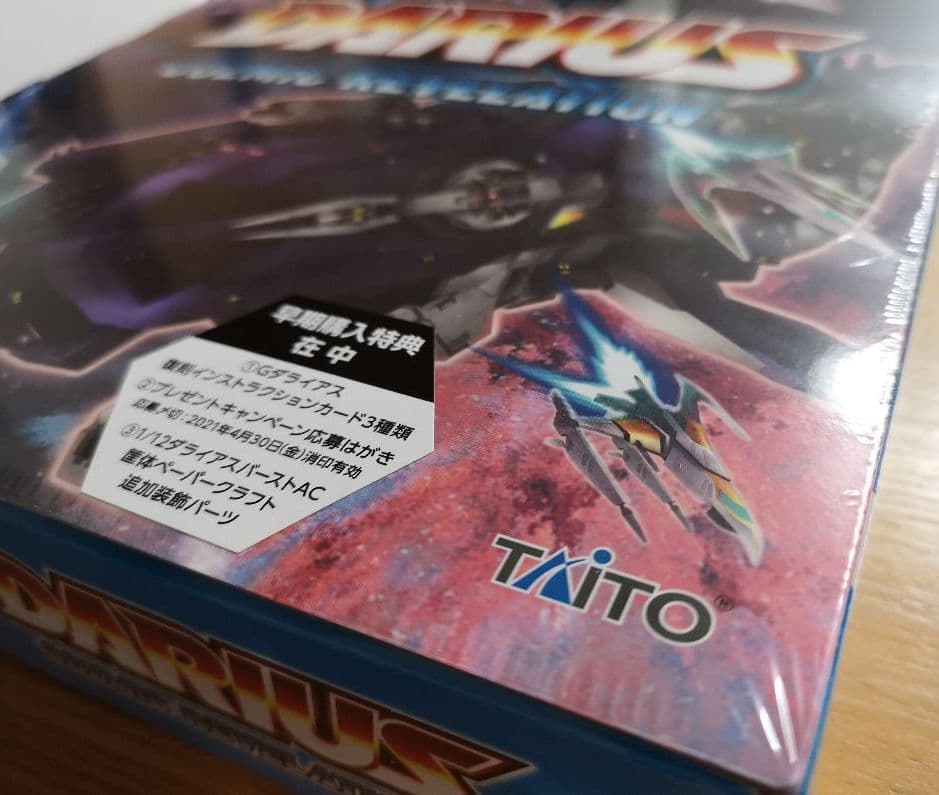 DARIUS
COZMIC REVELATION
早期購入特典
在中
①Gダライアス
復刻インストラクションカード3種類
②プレゼントキャンペーン応募はがき
応募〆切:2021年4月30日(金)消印有効
③1/12ダライアスバーストAC
筐体ペーパークラフト
追加装飾パーツ
TAITO®
DARIUS
COZMIC REVELATION